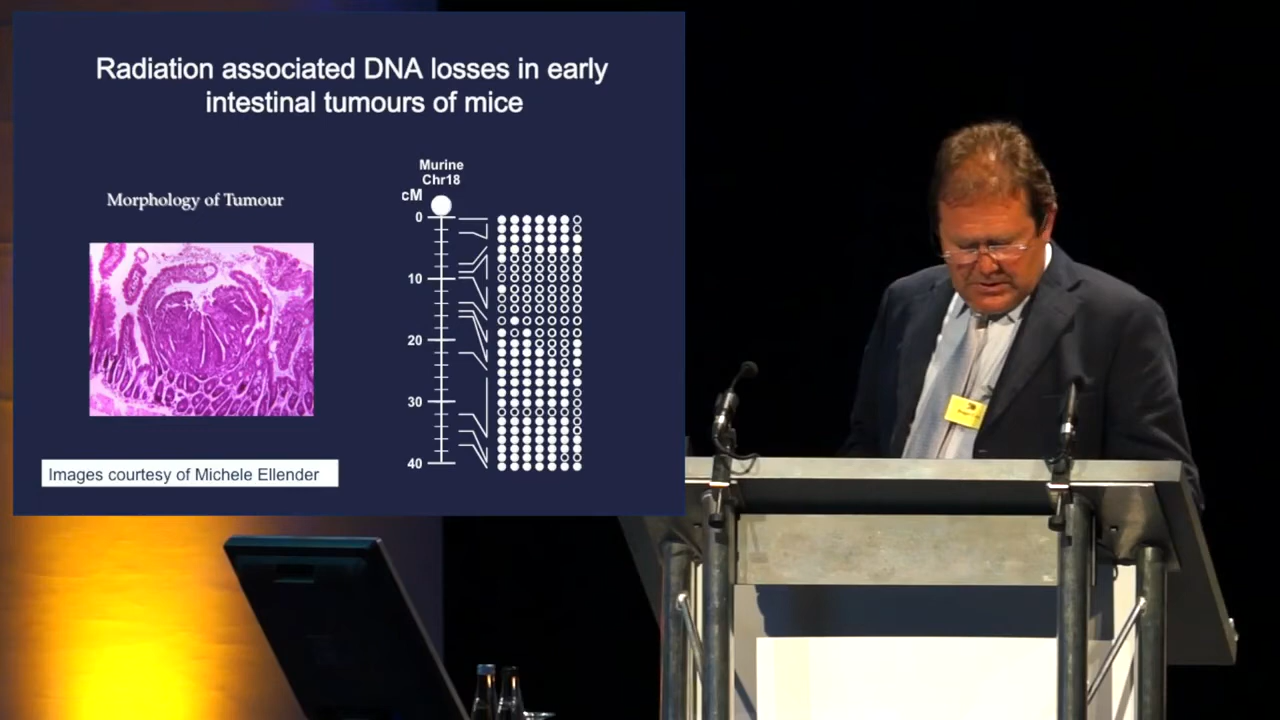 Radiation associated DNA losses in early
intestinal tumours of mice
Morphology of Tumour
Murine
Chr18
cM
0
10
20
30
40
Images courtesy of Michele Ellender